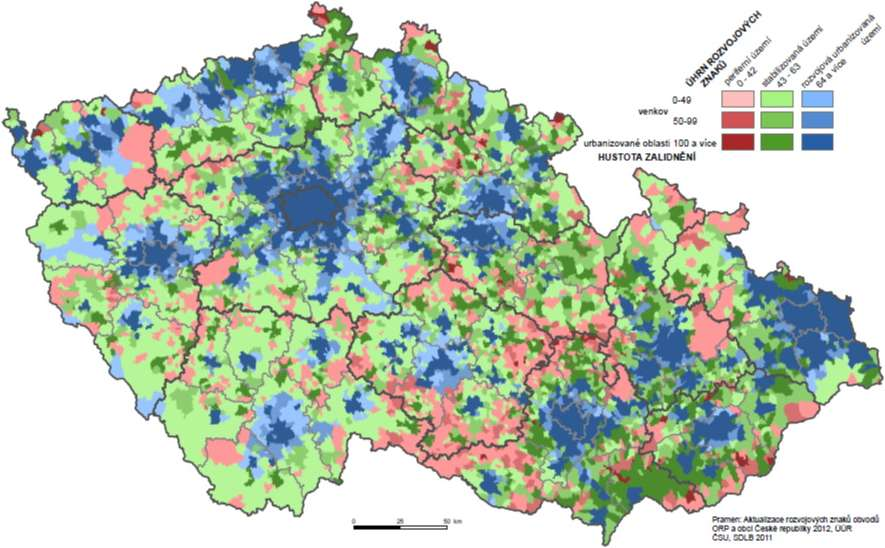 ÚHRN ROZVOJOVÝCH
ZNAKŮ
periferní území
0 - 42
stabilizovaná území
43 - 63
rozvojová urbanizovaná
území
64 a více
venkov
0-49
50-99
urbanizované oblasti 100 a více
HUSTOTA ZALIDNĚNÍ
0 25 50 km
Pramen: Aktualizace rozvojových znaků obvodů
ORP a obcí České republiky 2012, ÚÚR
ČSÚ, SDLB 2011